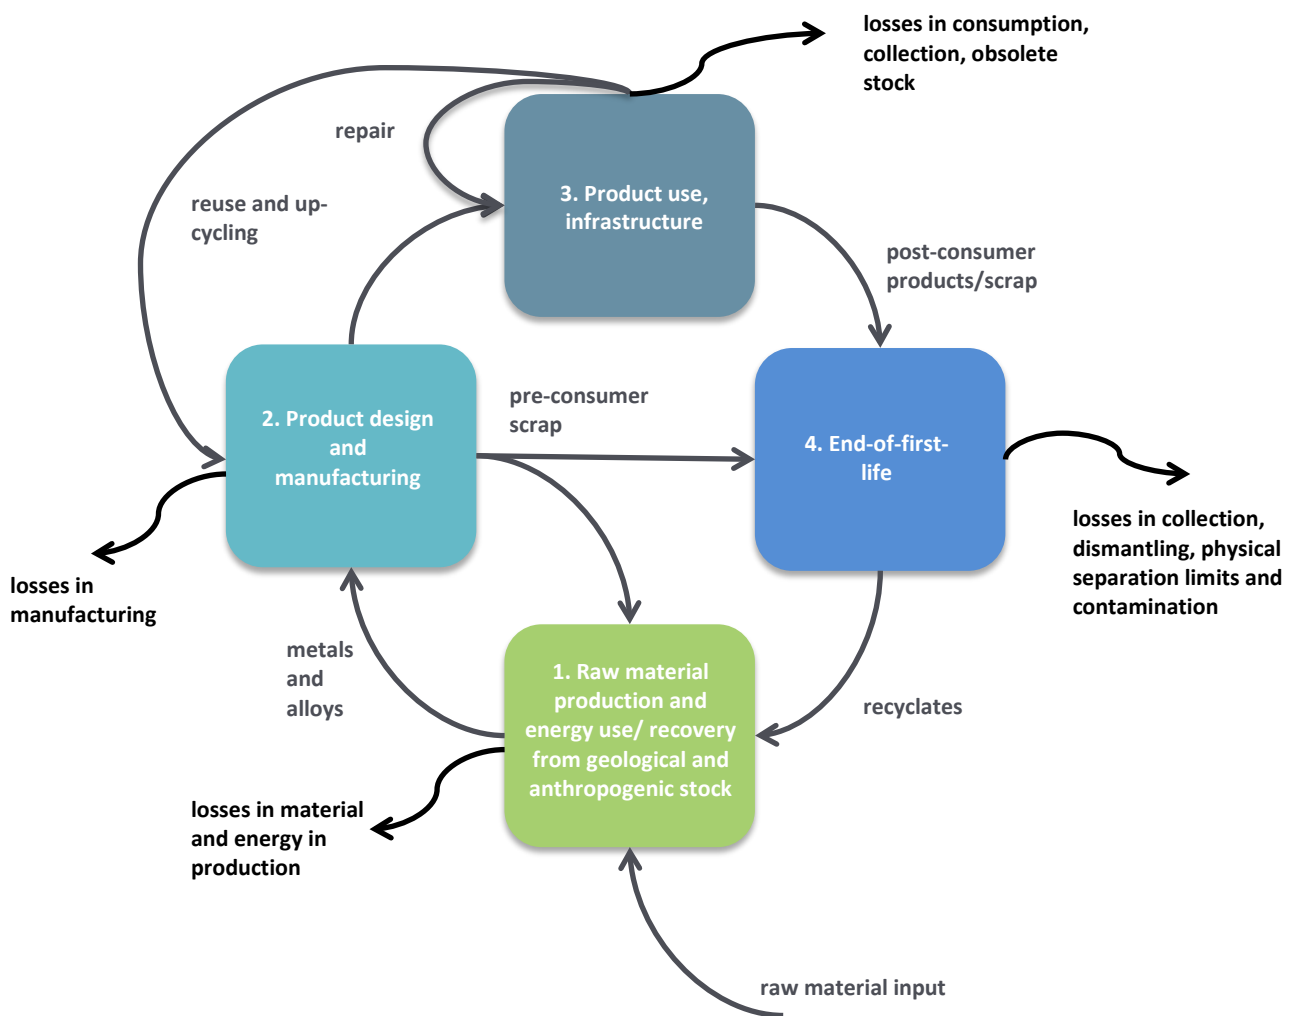 losses in consumption,
collection, obsolete
stock
repair
3. Product use,
infrastructure
reuse and up-
cycling
post-consumer
products/scrap
pre-consumer
scrap
2. Product design
and
manufacturing
4. End-of-first-
life
losses in collection,
dismantling, physical
separation limits and
contamination
losses in
manufacturing
metals
and
alloys
1. Raw material
production and
energy use/ recovery
from geological and
anthropogenic stock
recyclates
losses in material
and energy in
production
raw material input